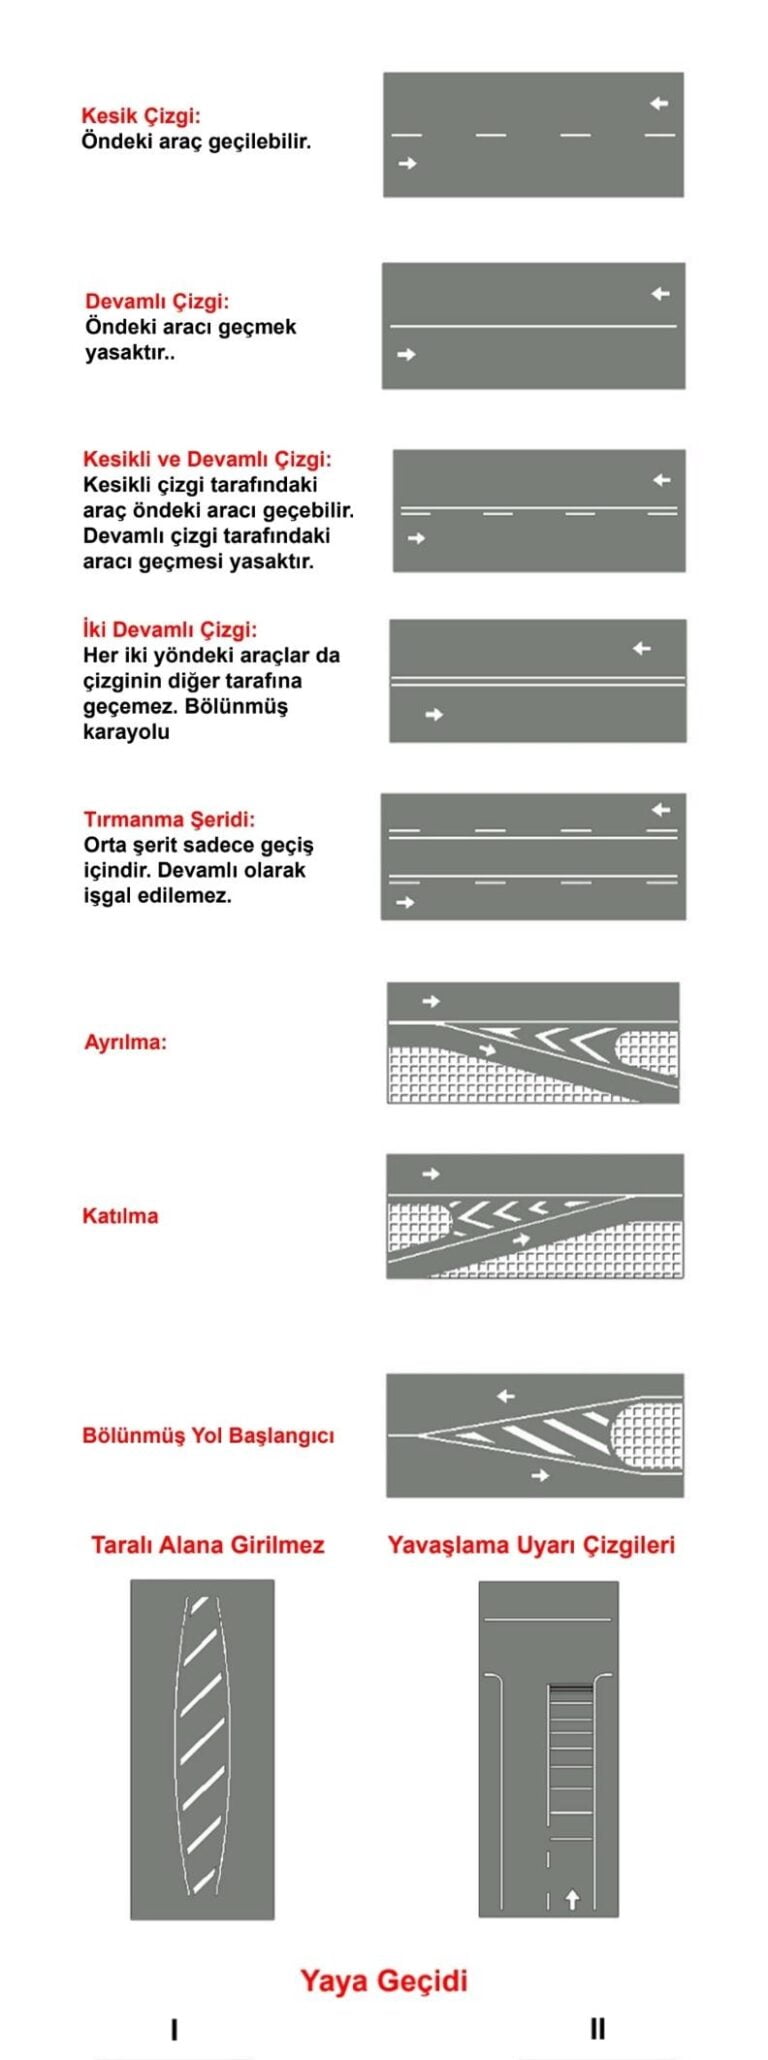 Kesik Çizgi:
Öndeki araç geçilebilir.
Devamlı Çizgi:
Öndeki aracı geçmek
yasaktır..
Kesikli ve Devamlı Çizgi:
Kesikli çizgi tarafındaki
araç öndeki aracı geçebilir.
Devamlı çizgi tarafındaki
aracı geçmesi yasaktır.
İki Devamlı Çizgi:
Her iki yöndeki araçlar da
çizginin diğer tarafına
geçemez. Bölünmüş
karayolu
Tırmanma Şeridi:
Orta şerit sadece geçiş
içindir. Devamlı olarak
işgal edilemez.
Ayrılma:
Katılma
Bölünmüş Yol Başlangıcı
Taralı Alana Girilmez
Yavaşlama Uyarı Çizgileri
Yaya Geçidi
I
II